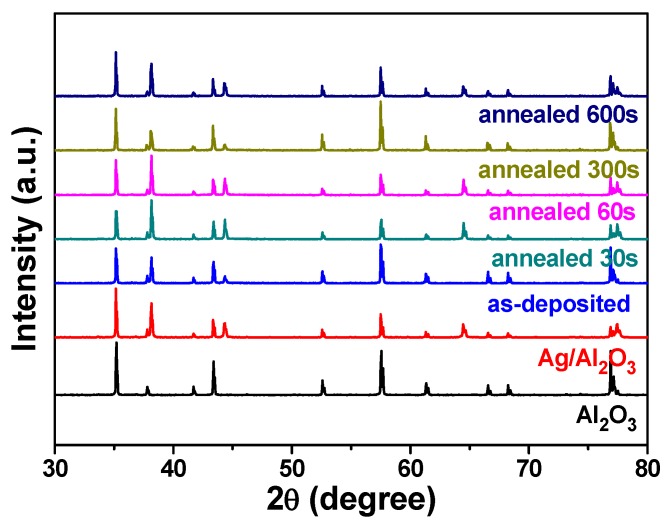 annealed 600s
annealed 300s
annealed 60s
annealed 30s
as-deposited
Ag/Al₂O₃
Al₂O₃
Intensity (a.u.)
30 40 50 60 70 80
2θ (degree)